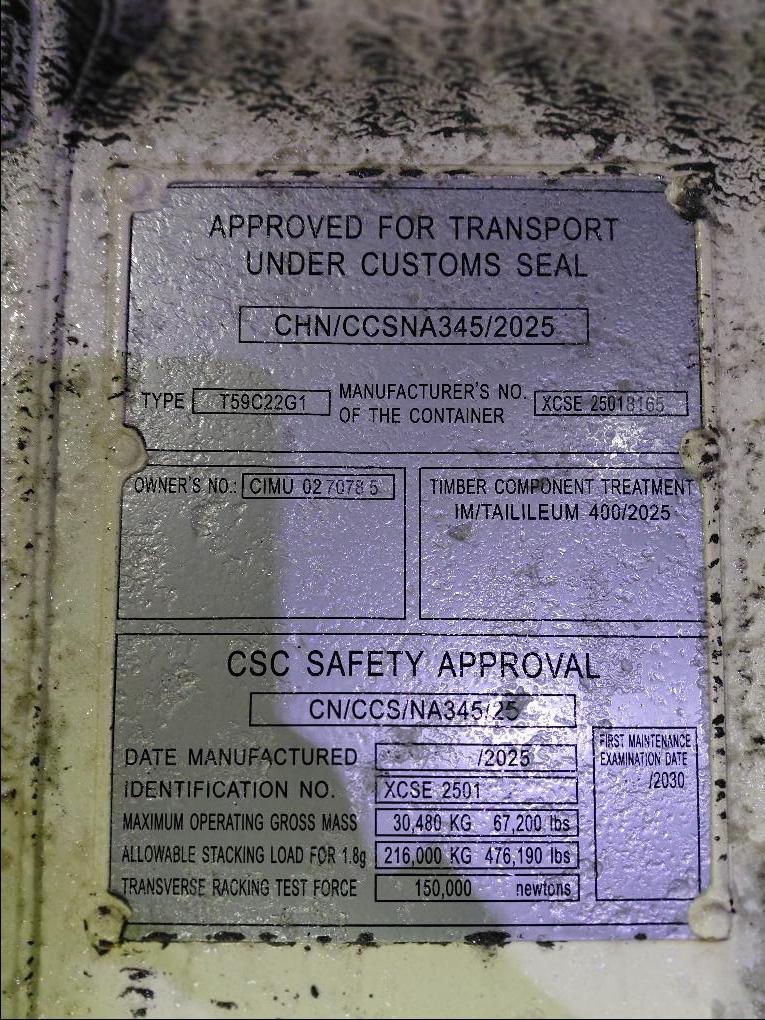 APPROVED FOR TRANSPORT
UNDER CUSTOMS SEAL
CHN/CCSNA345/2025
TYPE T59C22G1
MANUFACTURER'S NO.
OF THE CONTAINER
XCSE 25018165
OWNER'S NO.: CIMU 027078 5
TIMBER COMPONENT TREATMENT
IM/TAILILEUM 400/2025
CSC SAFETY APPROVAL
CN/CCS/NA345/25
DATE MANUFACTURED /2025
IDENTIFICATION NO. XCSE 2501
MAXIMUM OPERATING GROSS MASS 30,480 KG 67,200 lbs
ALLOWABLE STACKING LOAD FOR 1.8g 216,000 KG 476,190 lbs
TRANSVERSE RACKING TEST FORCE 150,000 newtons
FIRST MAINTENANCE
EXAMINATION DATE
/2030